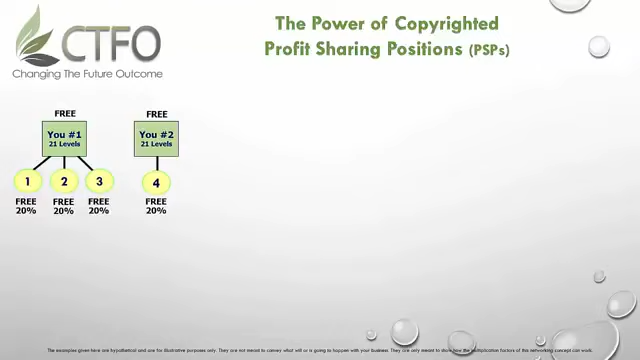 The Power of Copyrighted
Profit Sharing Positions (PSPs)
CTFO
Changing The Future Outcome
FREE FREE
You #1 You #2
21 Levels 21 Levels
1 2 3 4
FREE FREE FREE FREE
20% 20% 20% 20%
The examples given here are hypothetical and are for illustrative purposes only. They are not meant to convey what will or is going to happen with your business. They are only meant to show how the multiplication factors of this networking concept can work.